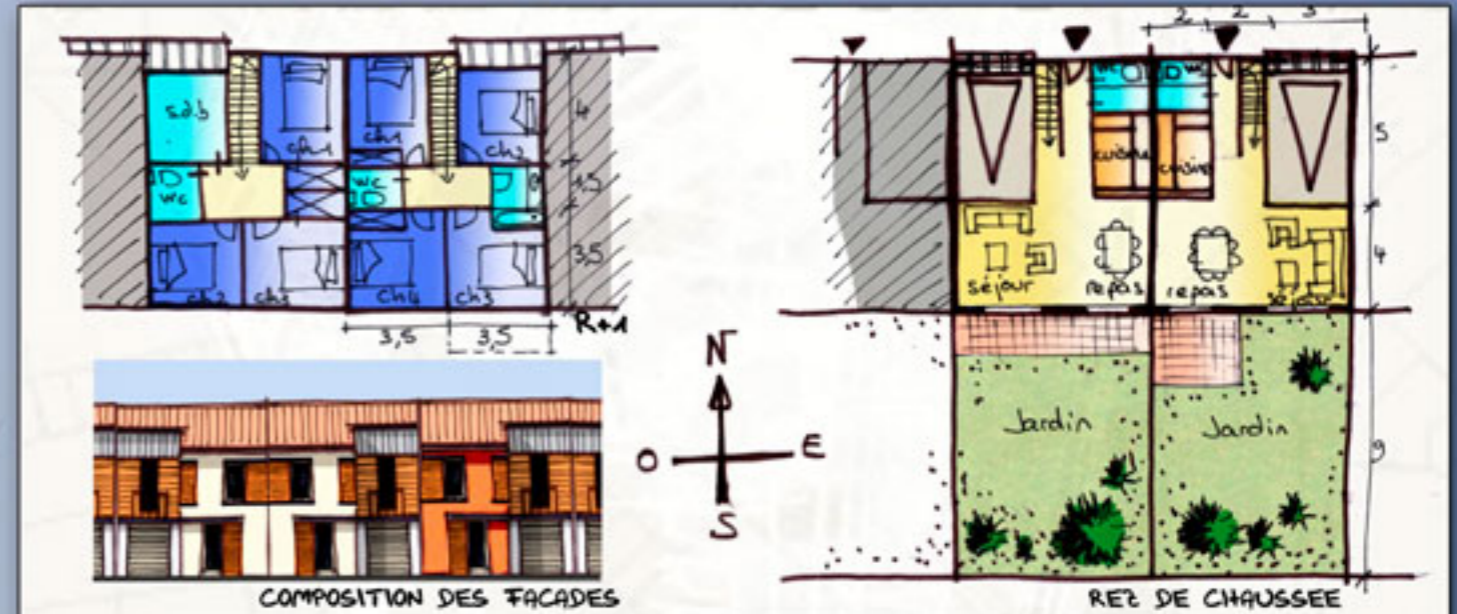 s.d.b
ch1
ch1
ch2
wc
wc
ch2
ch3
ch4
ch3
4
1,5
3,5
3,5
3,5
R+1
COMPOSITION DES FACADES
N
O
E
S
2
2
3
wc
wc
cuisine
cuisine
séjour
repas
repas
séjour
5
4
9
Jardin
Jardin
REZ DE CHAUSSEE